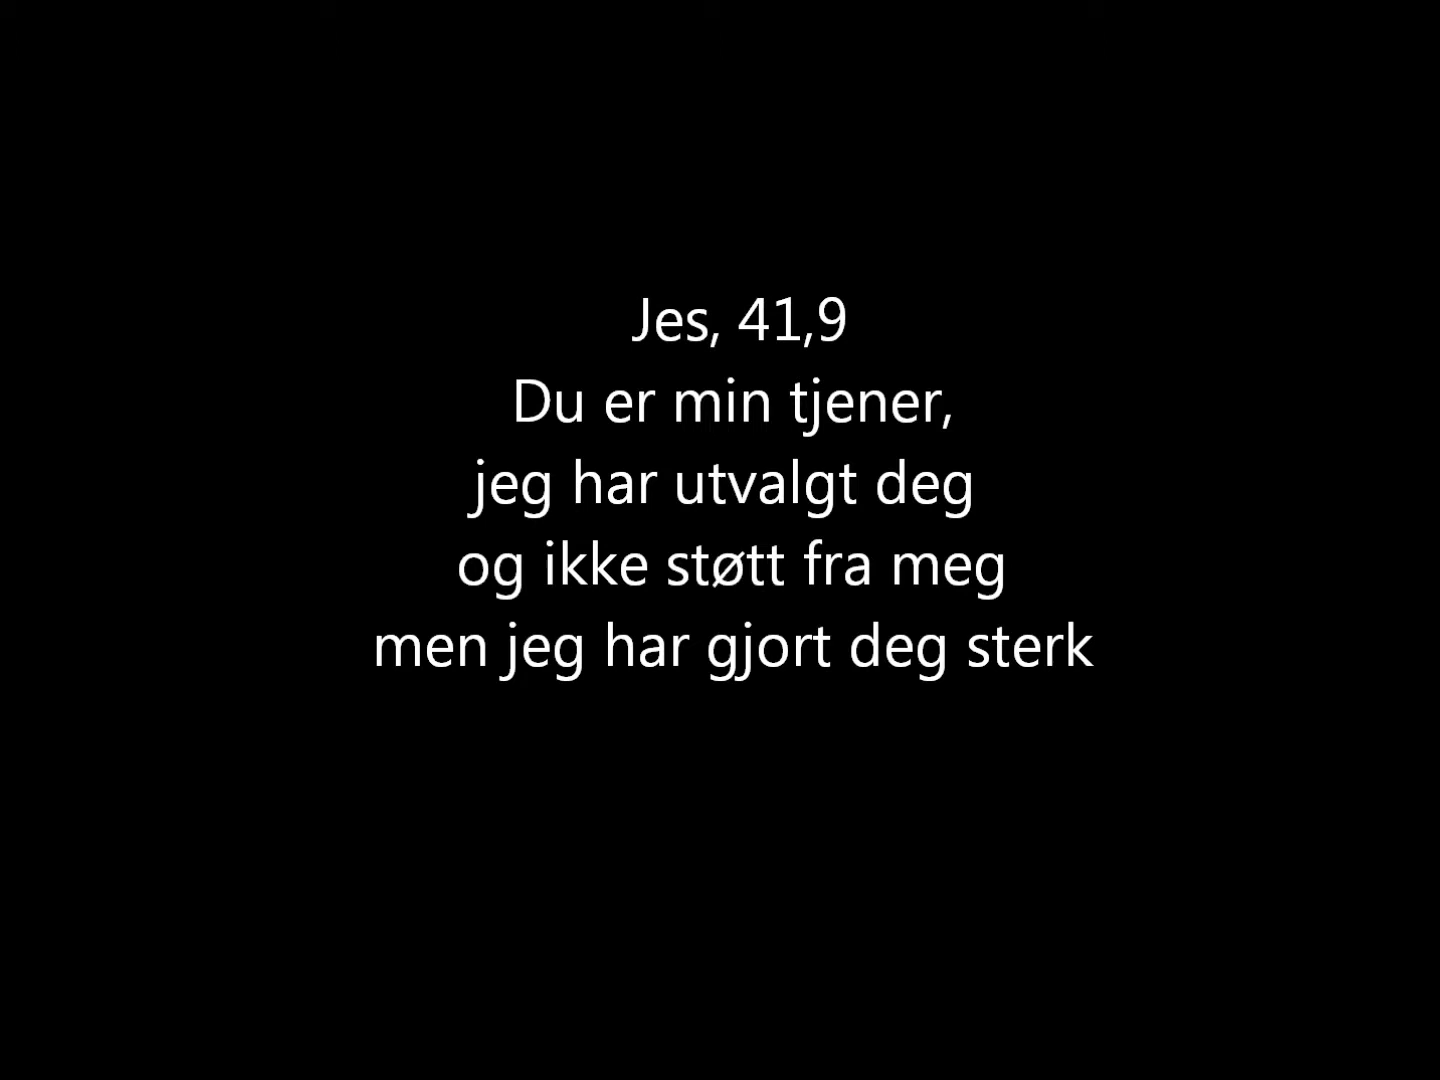 Jes, 41,9
Du er min tjener,
jeg har utvalgt deg
og ikke støtt fra meg
men jeg har gjort deg sterk